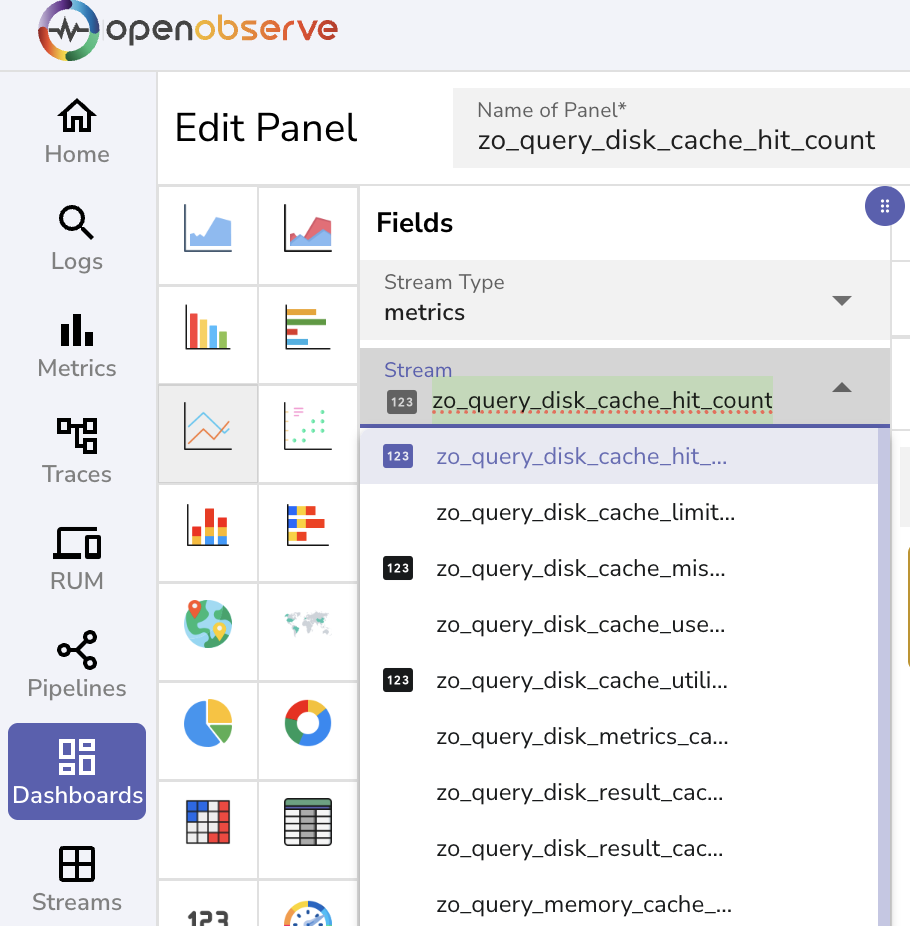 openobserve
Home
Logs
Metrics
Traces
RUM
Pipelines
Dashboards
Streams
Edit Panel
Name of Panel*
zo_query_disk_cache_hit_count
Fields
Stream Type
metrics
Stream
123 zo_query_disk_cache_hit_count
123 zo_query_disk_cache_hit_...
zo_query_disk_cache_limit...
123 zo_query_disk_cache_mis...
zo_query_disk_cache_use...
123 zo_query_disk_cache_utili...
zo_query_disk_metrics_ca...
zo_query_disk_result_cac...
zo_query_disk_result_cac...
zo_query_memory_cache_...
123